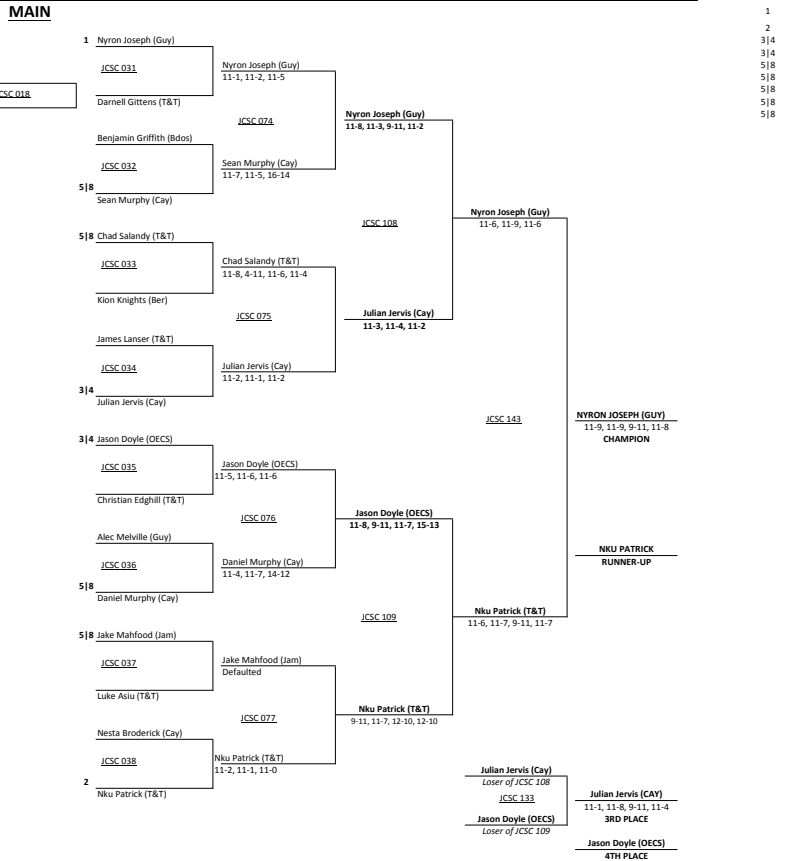 MAIN
1
2
3|4
3|4
5|8
5|8
5|8
5|8
5|8
1 Nyron Joseph (Guy)
JCSC 031
Nyron Joseph (Guy)
11-1, 11-2, 11-5
CSC 018
Darnell Gittens (T&T)
JCSC 074
Nyron Joseph (Guy)
11-8, 11-3, 9-11, 11-2
Benjamin Griffith (Bdos)
JCSC 032
Sean Murphy (Cay)
11-7, 11-5, 16-14
5|8
Sean Murphy (Cay)
JCSC 108
Nyron Joseph (Guy)
11-6, 11-9, 11-6
5|8 Chad Salandy (T&T)
JCSC 033
Chad Salandy (T&T)
11-8, 4-11, 11-6, 11-4
Kion Knights (Ber)
JCSC 075
Julian Jervis (Cay)
11-3, 11-4, 11-2
James Lanser (T&T)
JCSC 034
Julian Jervis (Cay)
11-2, 11-1, 11-2
3|4
Julian Jervis (Cay)
JCSC 143
NYRON JOSEPH (GUY)
11-9, 11-9, 9-11, 11-8
CHAMPION
3|4 Jason Doyle (OECS)
JCSC 035
Jason Doyle (OECS)
11-5, 11-6, 11-6
Christian Edghill (T&T)
JCSC 076
Jason Doyle (OECS)
11-8, 9-11, 11-7, 15-13
Alec Melville (Guy)
JCSC 036
Daniel Murphy (Cay)
11-4, 11-7, 14-12
NKU PATRICK
RUNNER-UP
5|8
Daniel Murphy (Cay)
JCSC 109
Nku Patrick (T&T)
11-6, 11-7, 9-11, 11-7
5|8 Jake Mahfood (Jam)
JCSC 037
Jake Mahfood (Jam)
Defaulted
Luke Asiu (T&T)
JCSC 077
Nku Patrick (T&T)
9-11, 11-7, 12-10, 12-10
Nesta Broderick (Cay)
JCSC 038
Nku Patrick (T&T)
11-2, 11-1, 11-0
2
Nku Patrick (T&T)
Julian Jervis (Cay)
Loser of JCSC 108
JCSC 133
Julian Jervis (CAY)
11-1, 11-8, 9-11, 11-4
3RD PLACE
Jason Doyle (OECS)
Loser of JCSC 109
Jason Doyle (OECS)
4TH PLACE